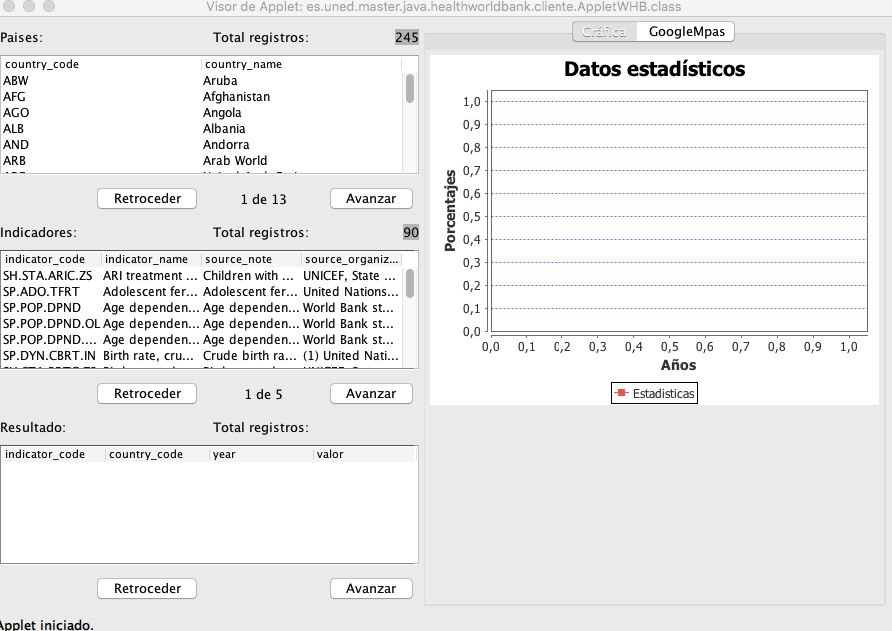 Visor de Applet: es.uned.master.java.healthworldbank.cliente.AppletWHB.class
Paises: Total registros: 245
country_code country_name
ABW Aruba
AFG Afghanistan
AGO Angola
ALB Albania
AND Andorra
ARB Arab World
Retroceder 1 de 13 Avanzar
Indicadores: Total registros: 90
indicator_code indicator_name source_note source_organiz...
SH.STA.ARIC.ZS ARI treatment ... Children with ... UNICEF, State ...
SP.ADO.TFRT Adolescent fer... Adolescent fer... United Nations...
SP.POP.DPND Age dependen... Age dependen... World Bank st...
SP.POP.DPND.OL Age dependen... Age dependen... World Bank st...
SP.POP.DPND.... Age dependen... Age dependen... World Bank st...
SP.DYN.CBRT.IN Birth rate, cru... Crude birth ra... (1) United Nati...
Retroceder 1 de 5 Avanzar
Resultado: Total registros:
indicator_code country_code year valor
Retroceder Avanzar
Applet iniciado.
Gráfica GoogleMpas
Datos estadísticos
Porcentajes
1,0
0,9
0,8
0,7
0,6
0,5
0,4
0,3
0,2
0,1
0,0
0,0 0,1 0,2 0,3 0,4 0,5 0,6 0,7 0,8 0,9 1,0
Años
Estadisticas